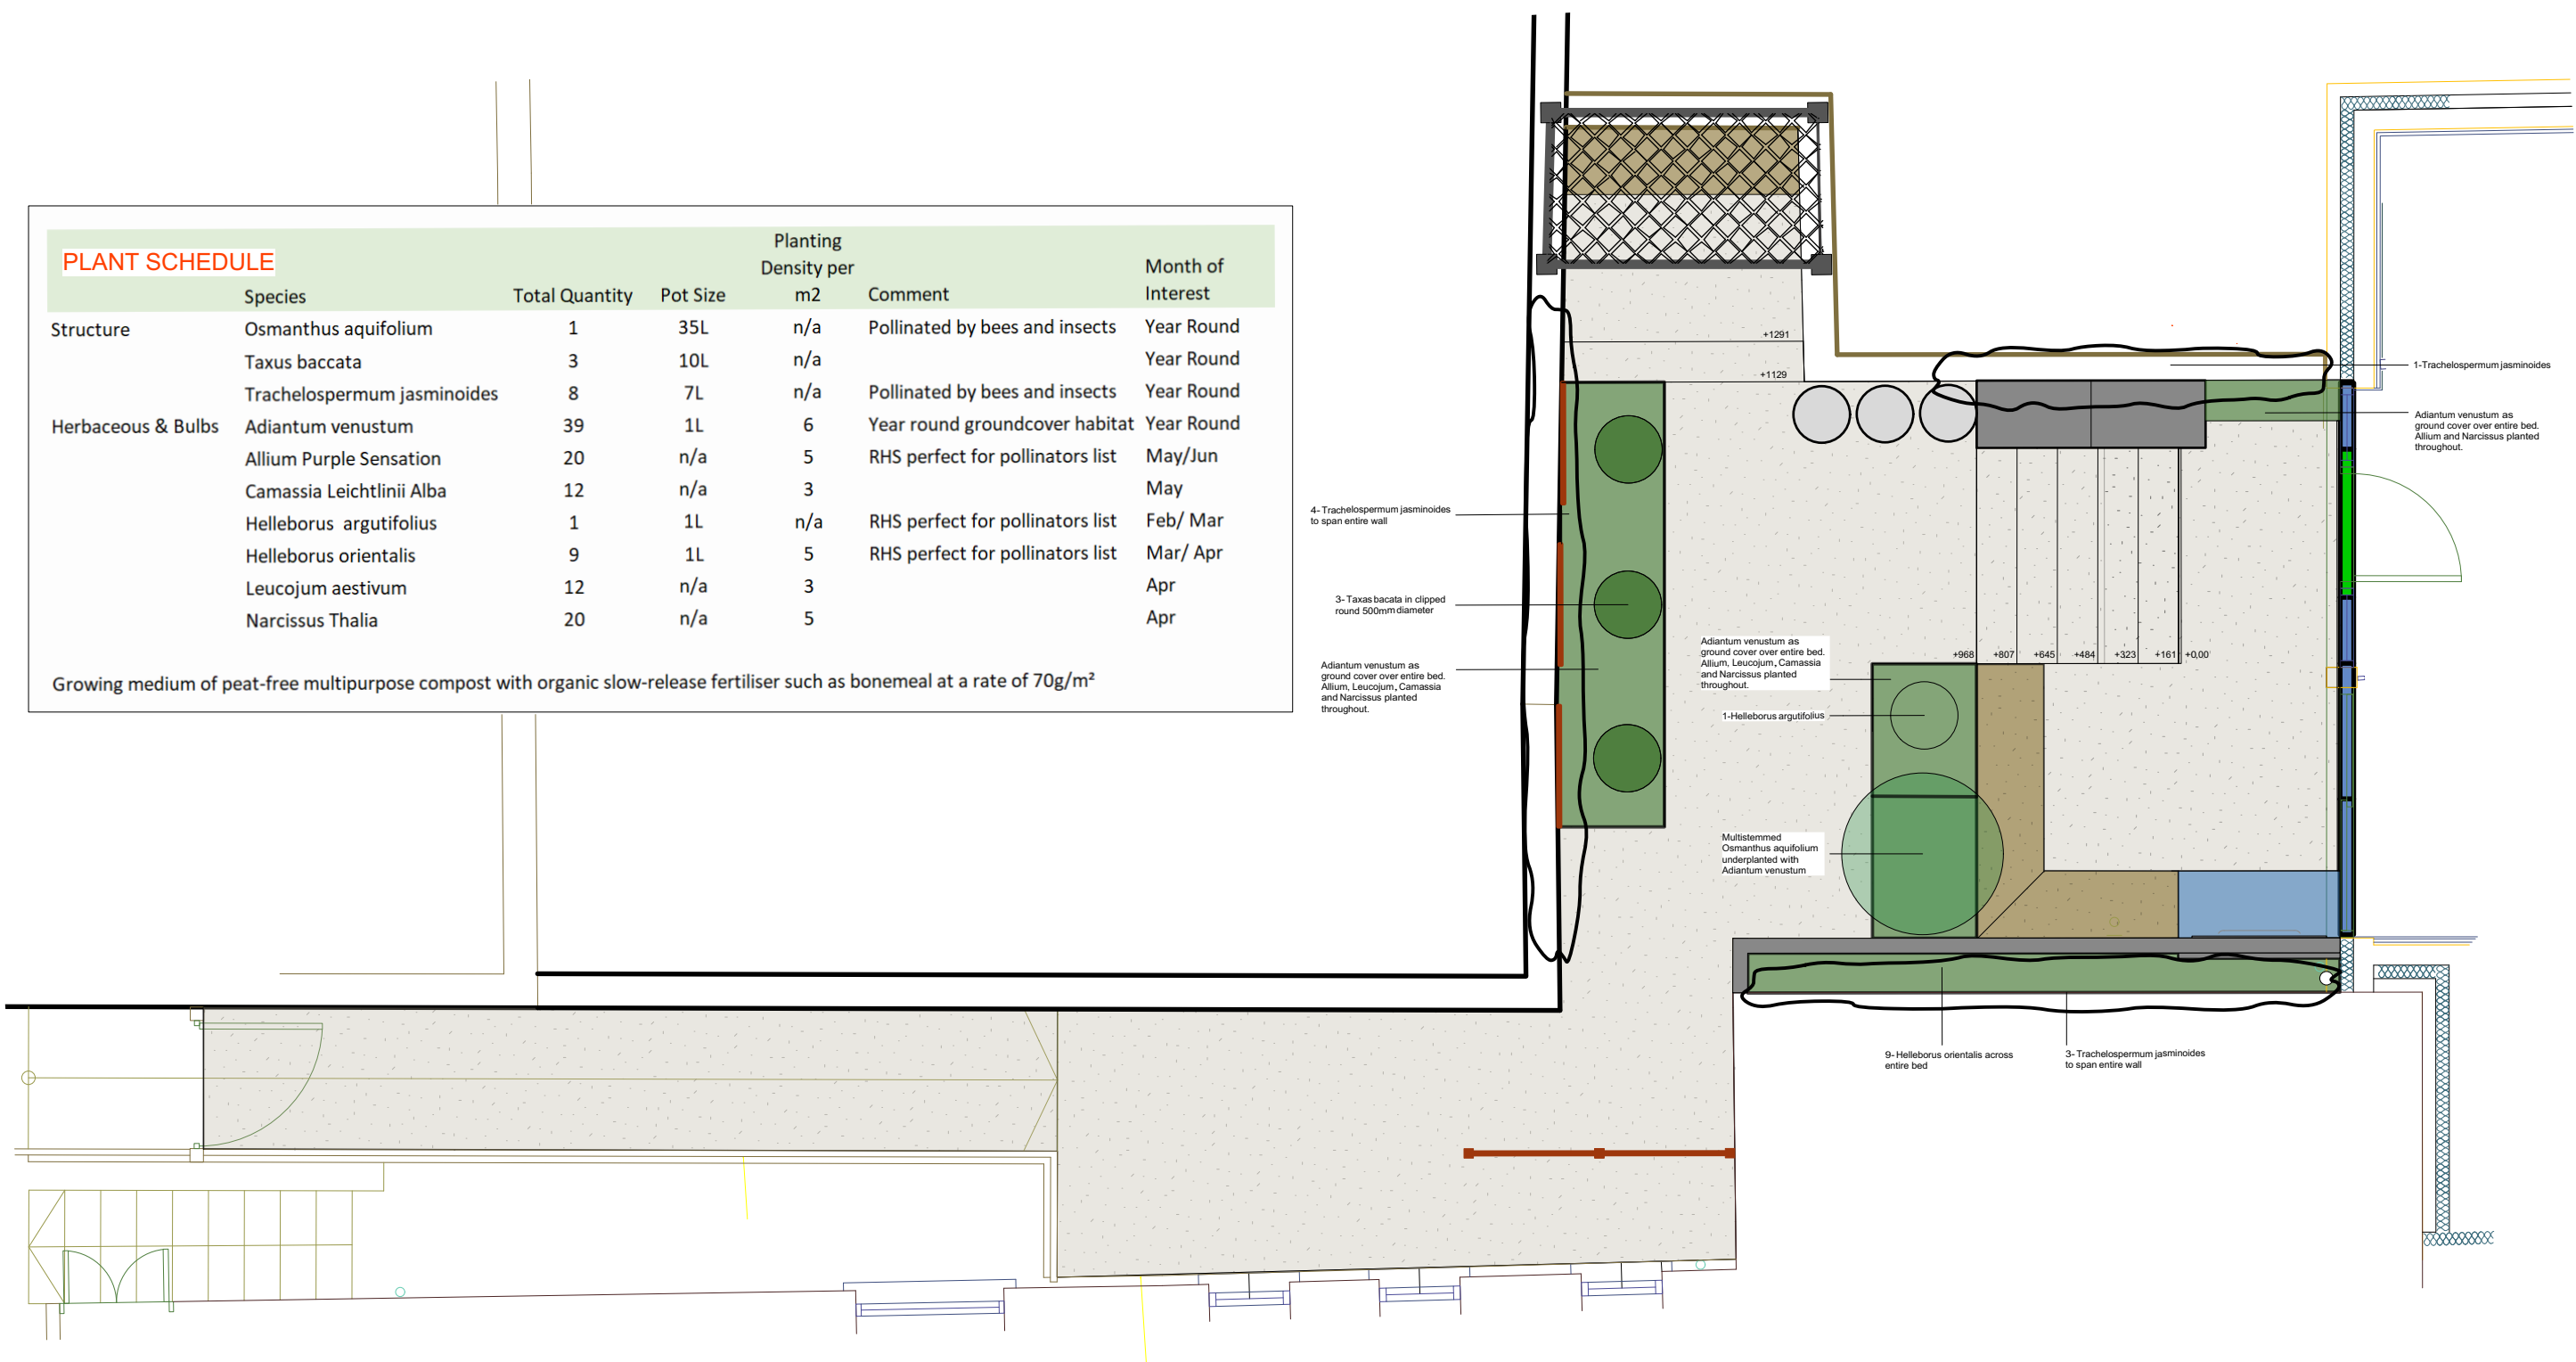 PLANT SCHEDULE
Species Total Quantity Pot Size Planting Density per m2 Comment Month of Interest
Structure Osmanthus aquifolium 1 35L n/a Pollinated by bees and insects Year Round
Taxus baccata 3 10L n/a Year Round
Trachelospermum jasminoides 8 7L n/a Pollinated by bees and insects Year Round
Herbaceous & Bulbs Adiantum venustum 39 1L 6 Year round groundcover habitat Year Round
Allium Purple Sensation 20 n/a 5 RHS perfect for pollinators list May/Jun
Camassia Leichtlinii Alba 12 n/a 3 May
Helleborus argutifolius 1 1L n/a RHS perfect for pollinators list Feb/ Mar
Helleborus orientalis 9 1L 5 RHS perfect for pollinators list Mar/ Apr
Leucojum aestivum 12 n/a 3 Apr
Narcissus Thalia 20 n/a 5 Apr
Growing medium of peat-free multipurpose compost with organic slow-release fertiliser such as bonemeal at a rate of 70g/m²
+1291
+1129
1-Trachelospermum jasminoides
Adiantum venustum as
ground cover over entire bed.
Allium and Narcissus planted
throughout.
4- Trachelospermum jasminoides
to span entire wall
3- Taxas bacata in clipped
round 500mm diameter
Adiantum venustum as
ground cover over entire bed.
Allium, Leucojum, Camassia
and Narcissus planted
throughout.
Adiantum venustum as
ground cover over entire bed.
Allium, Leucojum, Camassia
and Narcissus planted
throughout.
+968 +807 +645 +484 +323 +161 +0,00
1-Helleborus argutifolius
Multistemmed
Osmanthus aquifolium
underplanted with
Adiantum venustum
9- Helleborus orientalis across
entire bed
3- Trachelospermum jasminoides
to span entire wall